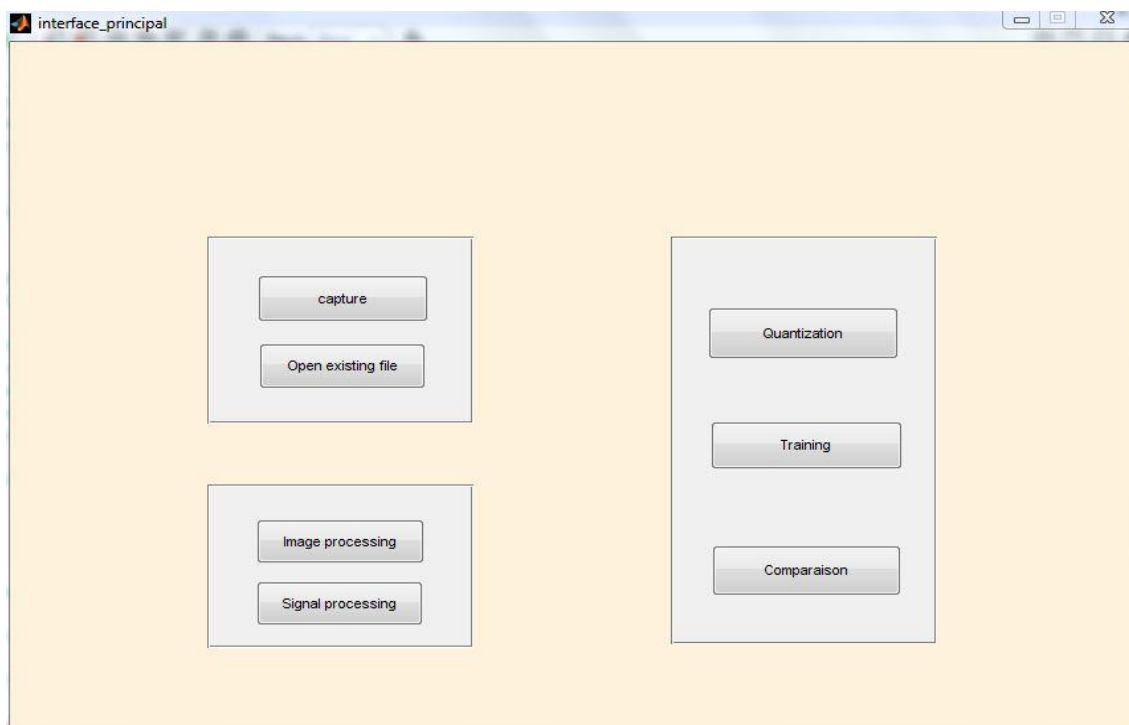 interface_principal
capture
Open existing file
Image processing
Signal processing
Quantization
Training
Comparaison